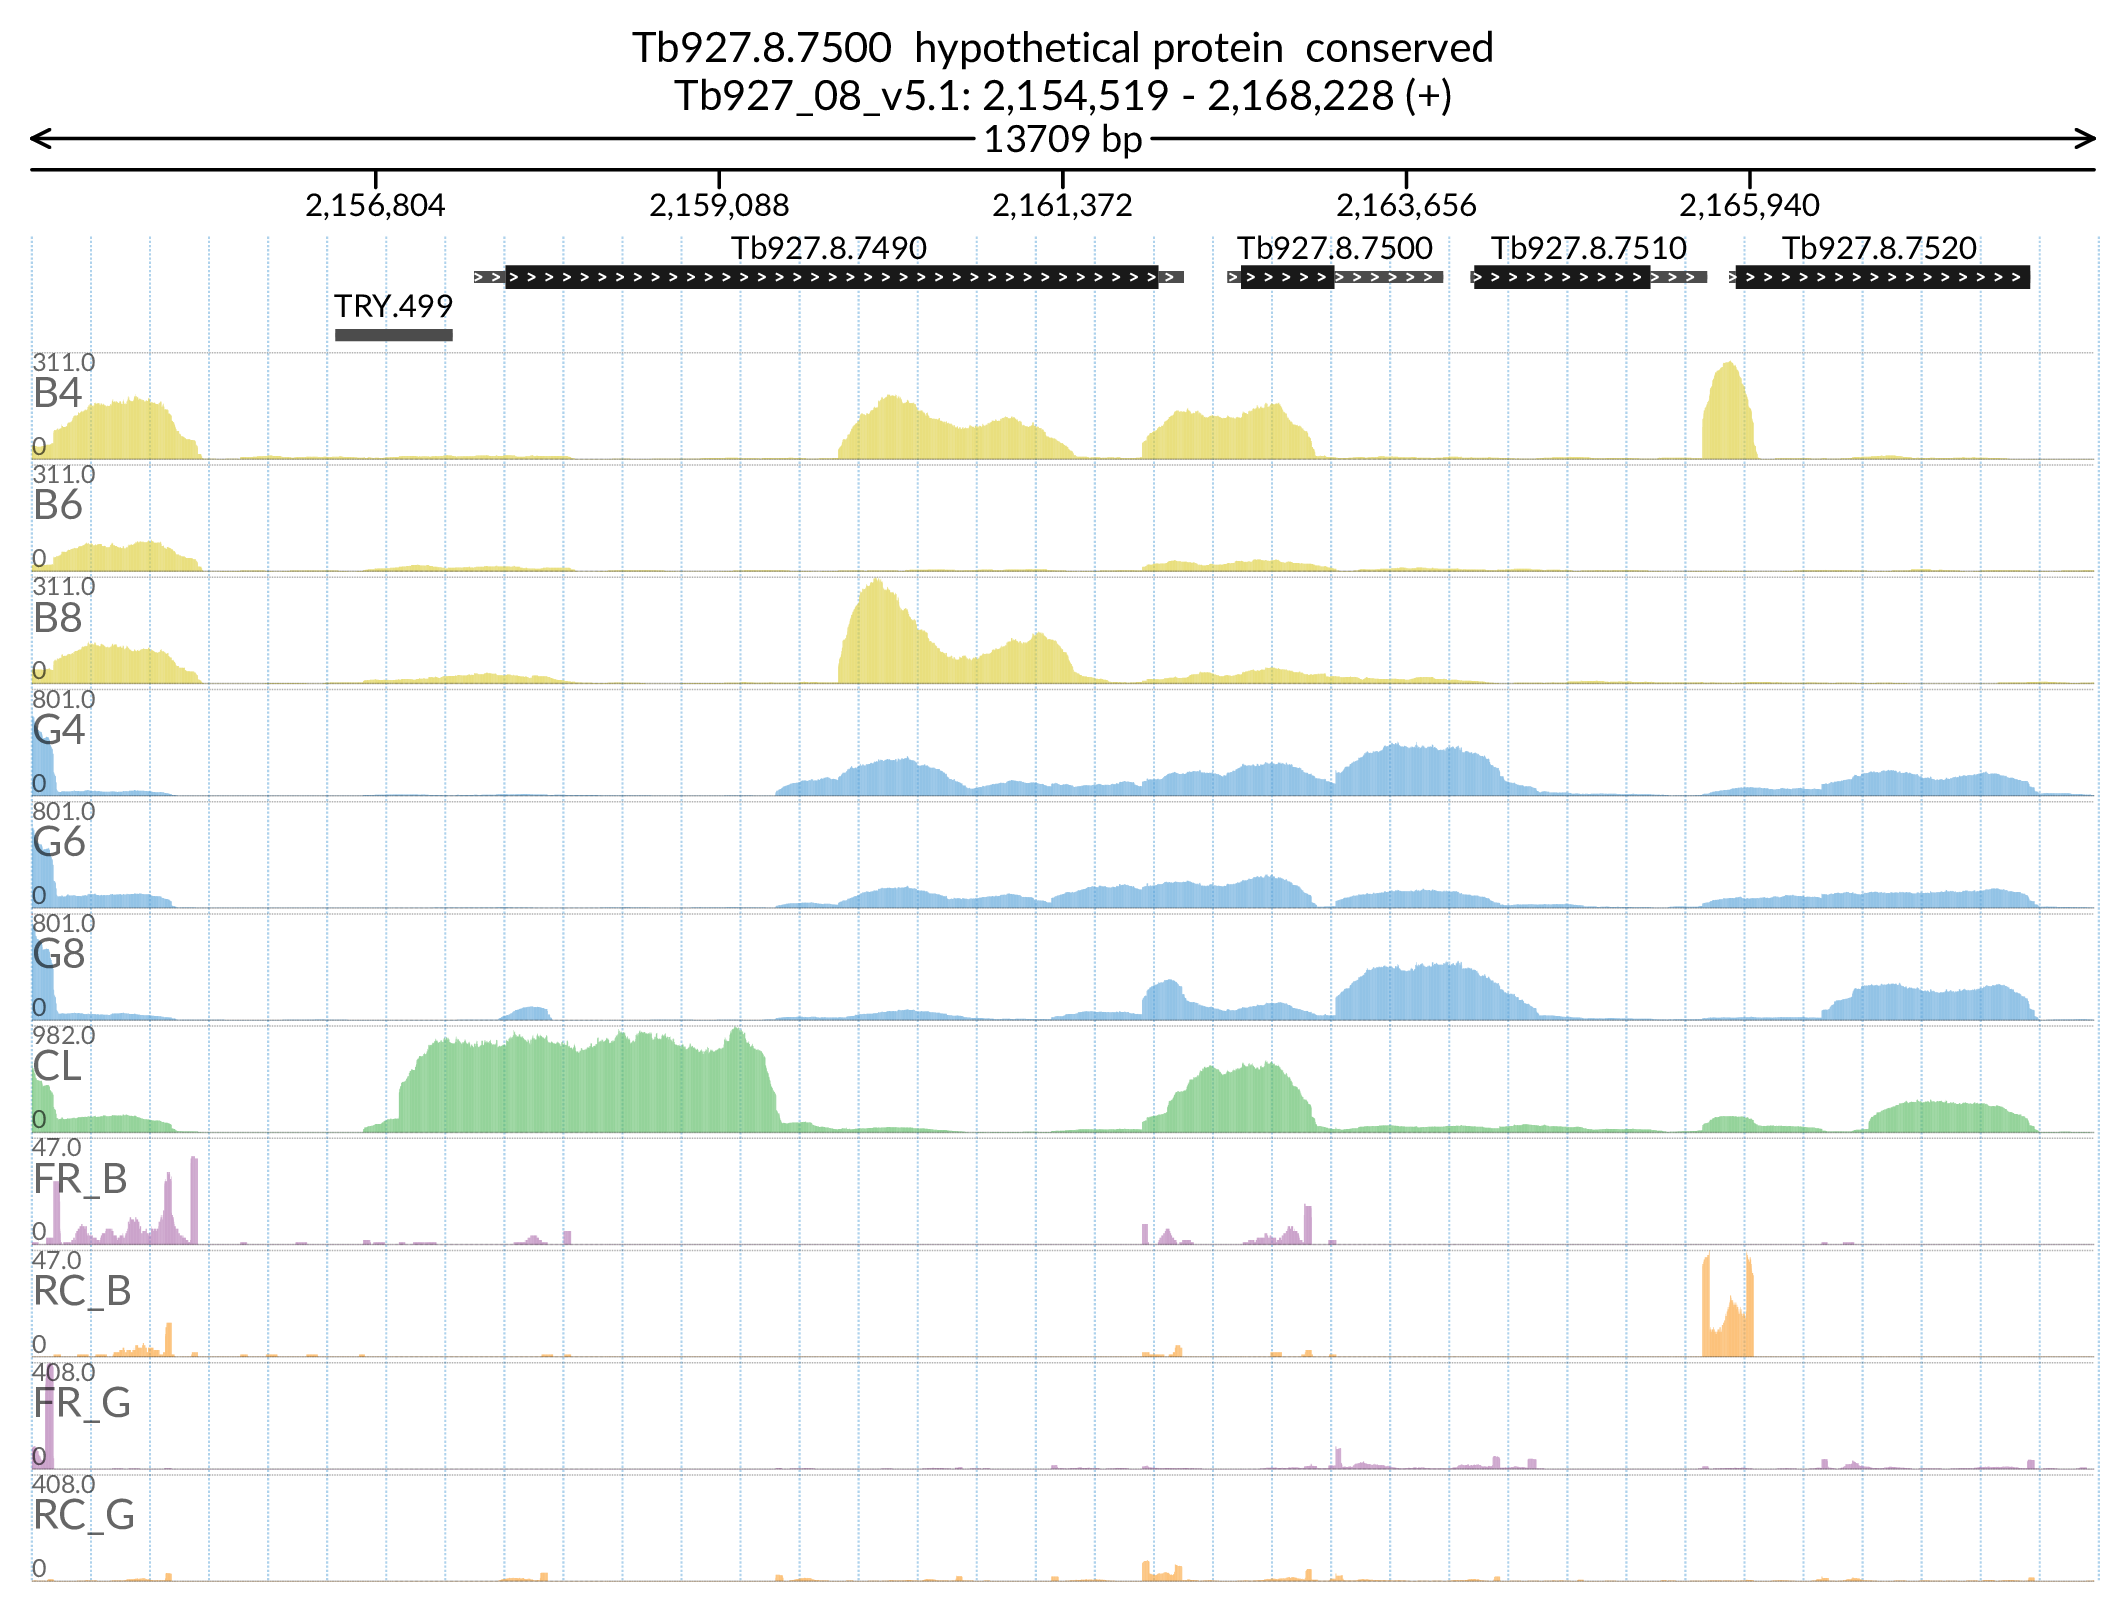 Tb927.8.7500 hypothetical protein conserved
Tb927_08_v5.1: 2,154,519 - 2,168,228 (+)
13709 bp
2,156,804 2,159,088 2,161,372 2,163,656 2,165,940
Tb927.8.7490 Tb927.8.7500 Tb927.8.7510 Tb927.8.7520
TRY.499
311.0
B4
0
311.0
B6
0
311.0
B8
0
801.0
G4
0
801.0
G6
0
801.0
G8
0
982.0
CL
0
47.0
FR_B
0
47.0
RC_B
0
408.0
FR_G
0
408.0
RC_G
0